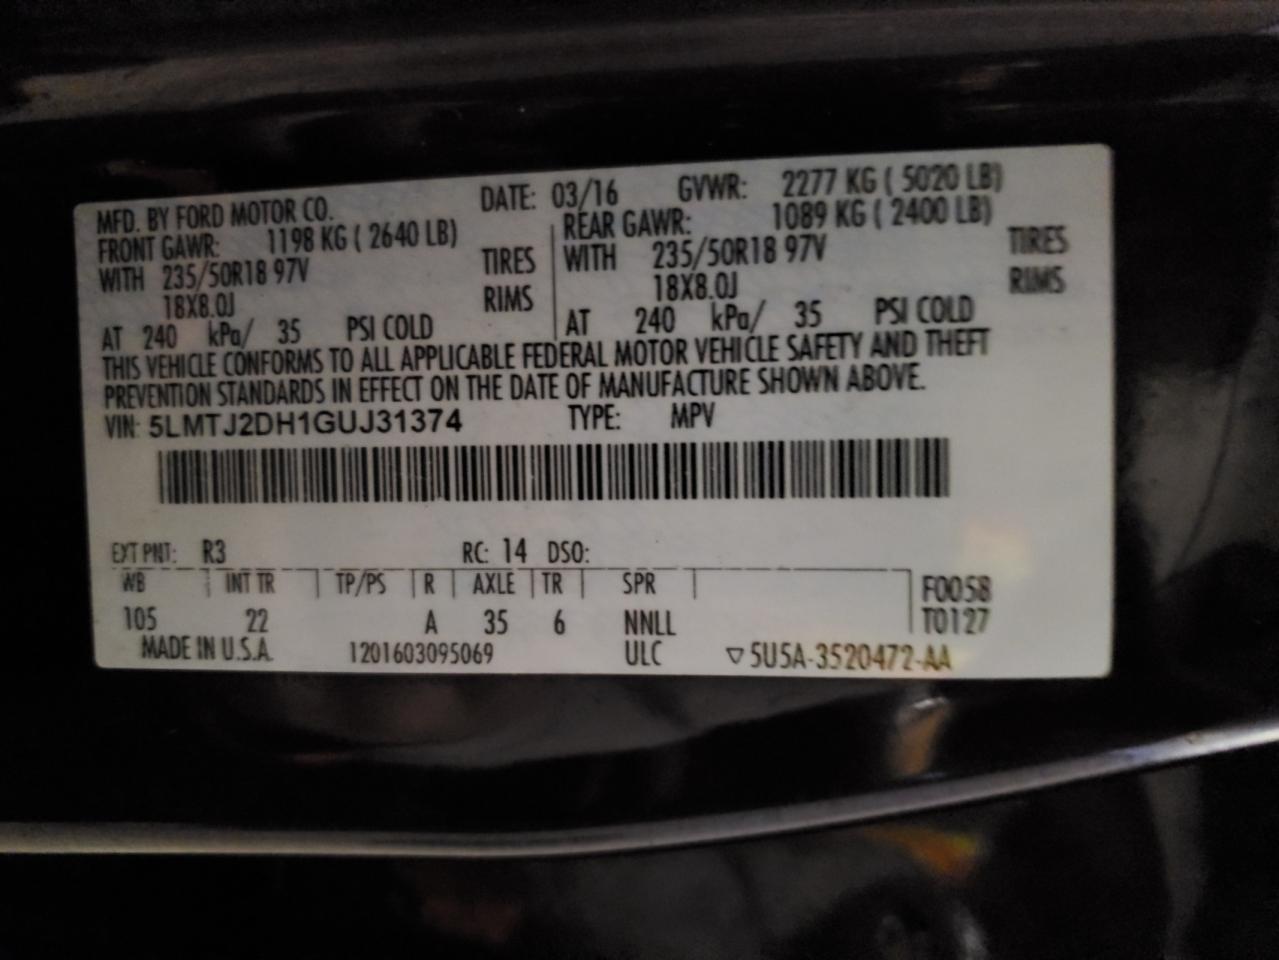 MFD. BY FORD MOTOR CO. DATE: 03/16 GVWR: 2277 KG ( 5020 LB)
FRONT GAWR: 1198 KG ( 2640 LB) REAR GAWR: 1089 KG ( 2400 LB)
WITH 235/50R18 97V TIRES WITH 235/50R18 97V TIRES
18X8.0J RIMS 18X8.0J RIMS
AT 240 kPa/ 35 PSI COLD AT 240 kPa/ 35 PSI COLD
THIS VEHICLE CONFORMS TO ALL APPLICABLE FEDERAL MOTOR VEHICLE SAFETY AND THEFT
PREVENTION STANDARDS IN EFFECT ON THE DATE OF MANUFACTURE SHOWN ABOVE.
VIN: 5LMTJ2DH1GUJ31374 TYPE: MPV
EXT PNT: R3 RC: 14 DSO:
WB INT TR TP/PS R AXLE TR SPR F0058
105 22 A 35 6 NNLL T0127
MADE IN U.S.A. 1201603095069 ULC ▽5U5A-3520472-AA